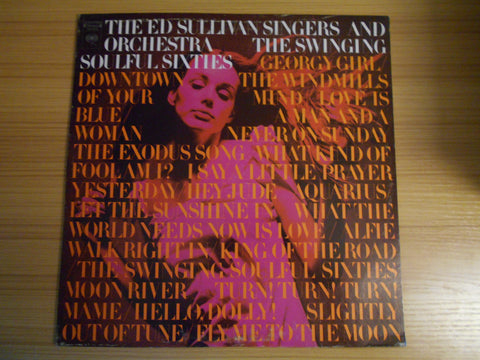 THE ED SULLIVAN SINGERS AND
ORCHESTRA THE SWINGING
SOULFUL SIXTIES GEORGY GIRL/
DOWNTOWN THE WINDMILLS
OF YOUR MIND/LOVE IS
BLUE/ A MAN AND A
WOMAN /NEVER ON SUNDAY
THE EXODUS SONG/WHAT KIND OF
FOOL AM I?/I SAY A LITTLE PRAYER
YESTERDAY/HEY JUDE/AQUARIUS/
LET THE SUNSHINE IN/ WHAT THE
WORLD NEEDS NOW IS LOVE/ALFIE
WALK RIGHT IN/KING OF THE ROAD
/THE SWINGING SOULFUL SIXTIES
MOON RIVER/ TURN! TURN! TURN!
MAME/HELLO, DOLLY!/ SLIGHTLY
OUT OF TUNE/FLY ME TO THE MOON